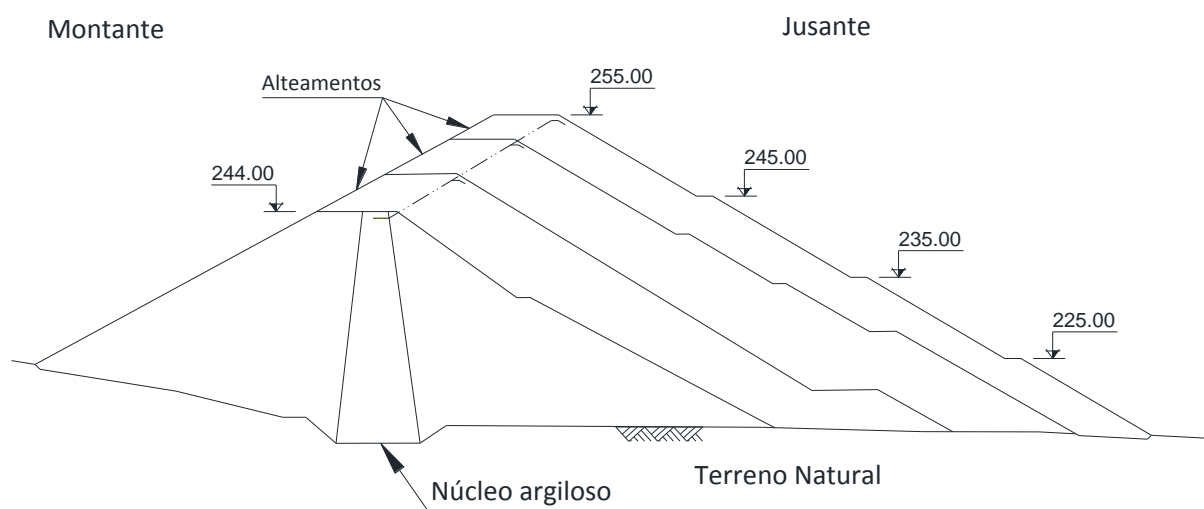 Montante
Jusante
Alteamentos
255.00
245.00
244.00
235.00
225.00
Núcleo argiloso
Terreno Natural